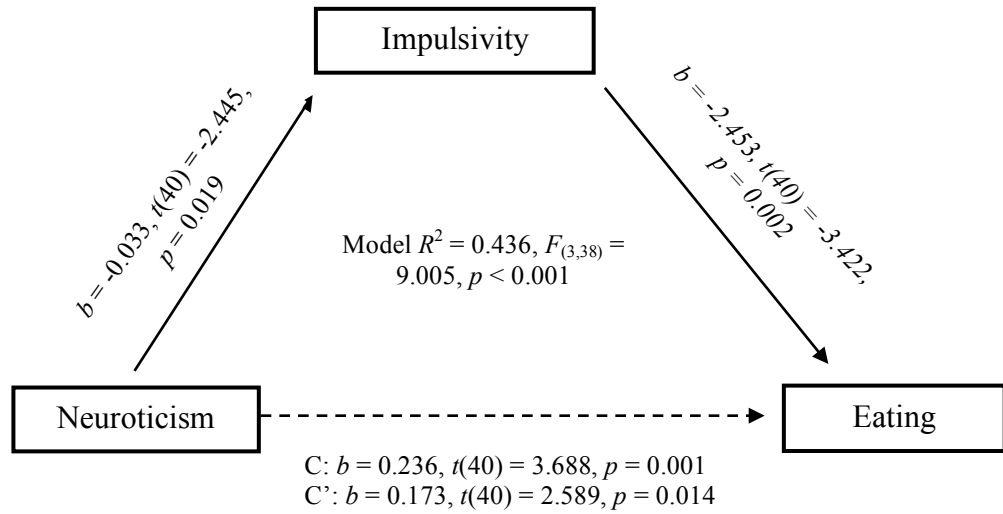 Impulsivity
b = -0.033, t(40) = -2.445,
p = 0.019
b = -2.453, t(40) = -3.422,
p = 0.002
Model R² = 0.436, F₍₃,₃₈₎ =
9.005, p < 0.001
Neuroticism
Eating
C: b = 0.236, t(40) = 3.688, p = 0.001
C’: b = 0.173, t(40) = 2.589, p = 0.014